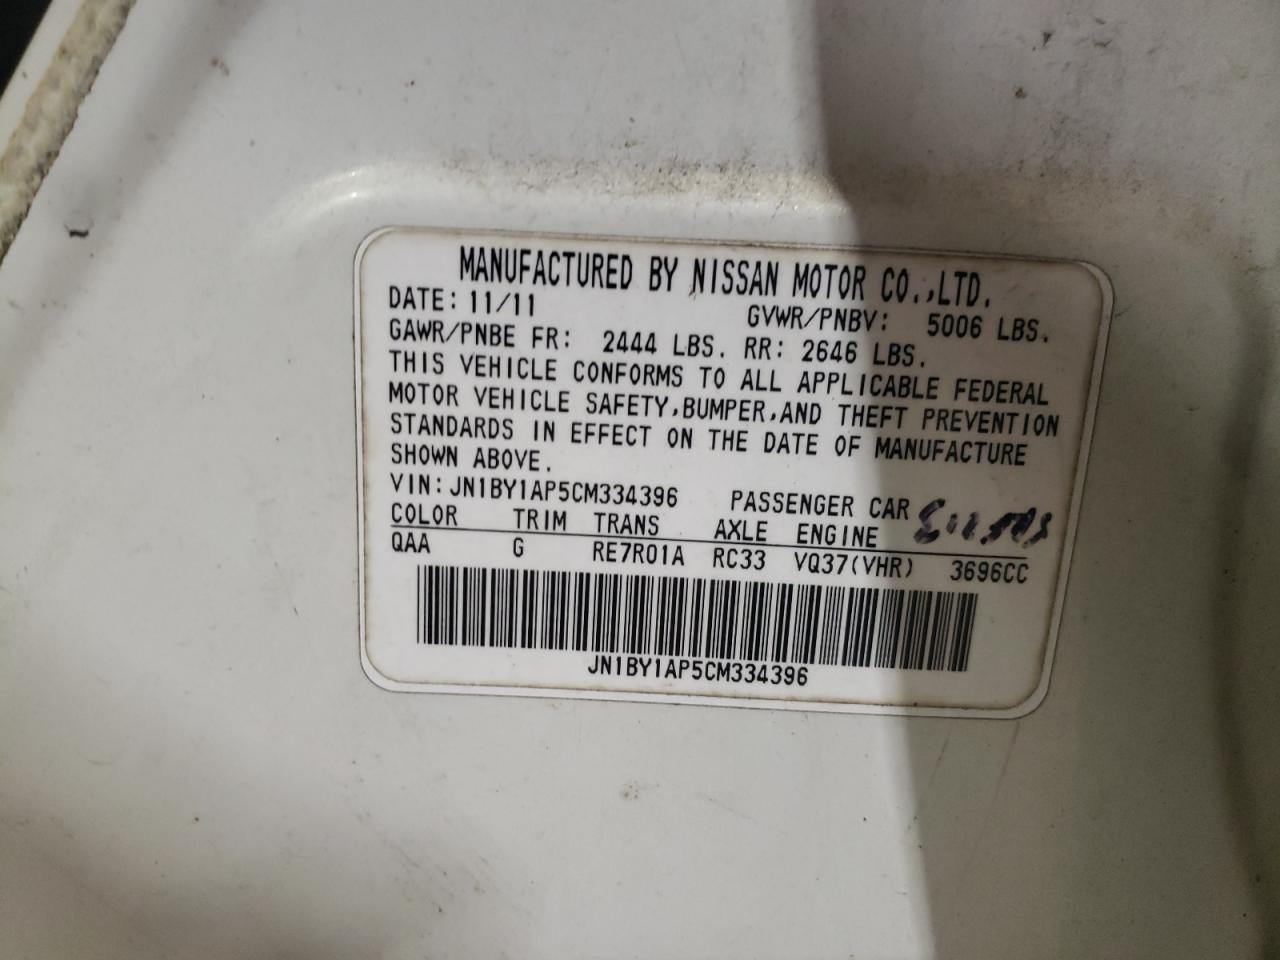 MANUFACTURED BY NISSAN MOTOR CO.,LTD.
DATE: 11/11 GVWR/PNBV: 5006 LBS.
GAWR/PNBE FR: 2444 LBS. RR: 2646 LBS.
THIS VEHICLE CONFORMS TO ALL APPLICABLE FEDERAL
MOTOR VEHICLE SAFETY,BUMPER,AND THEFT PREVENTION
STANDARDS IN EFFECT ON THE DATE OF MANUFACTURE
SHOWN ABOVE.
VIN: JN1BY1AP5CM334396 PASSENGER CAR
COLOR TRIM TRANS AXLE ENGINE
QAA G RE7R01A RC33 VQ37(VHR) 3696CC
JN1BY1AP5CM334396